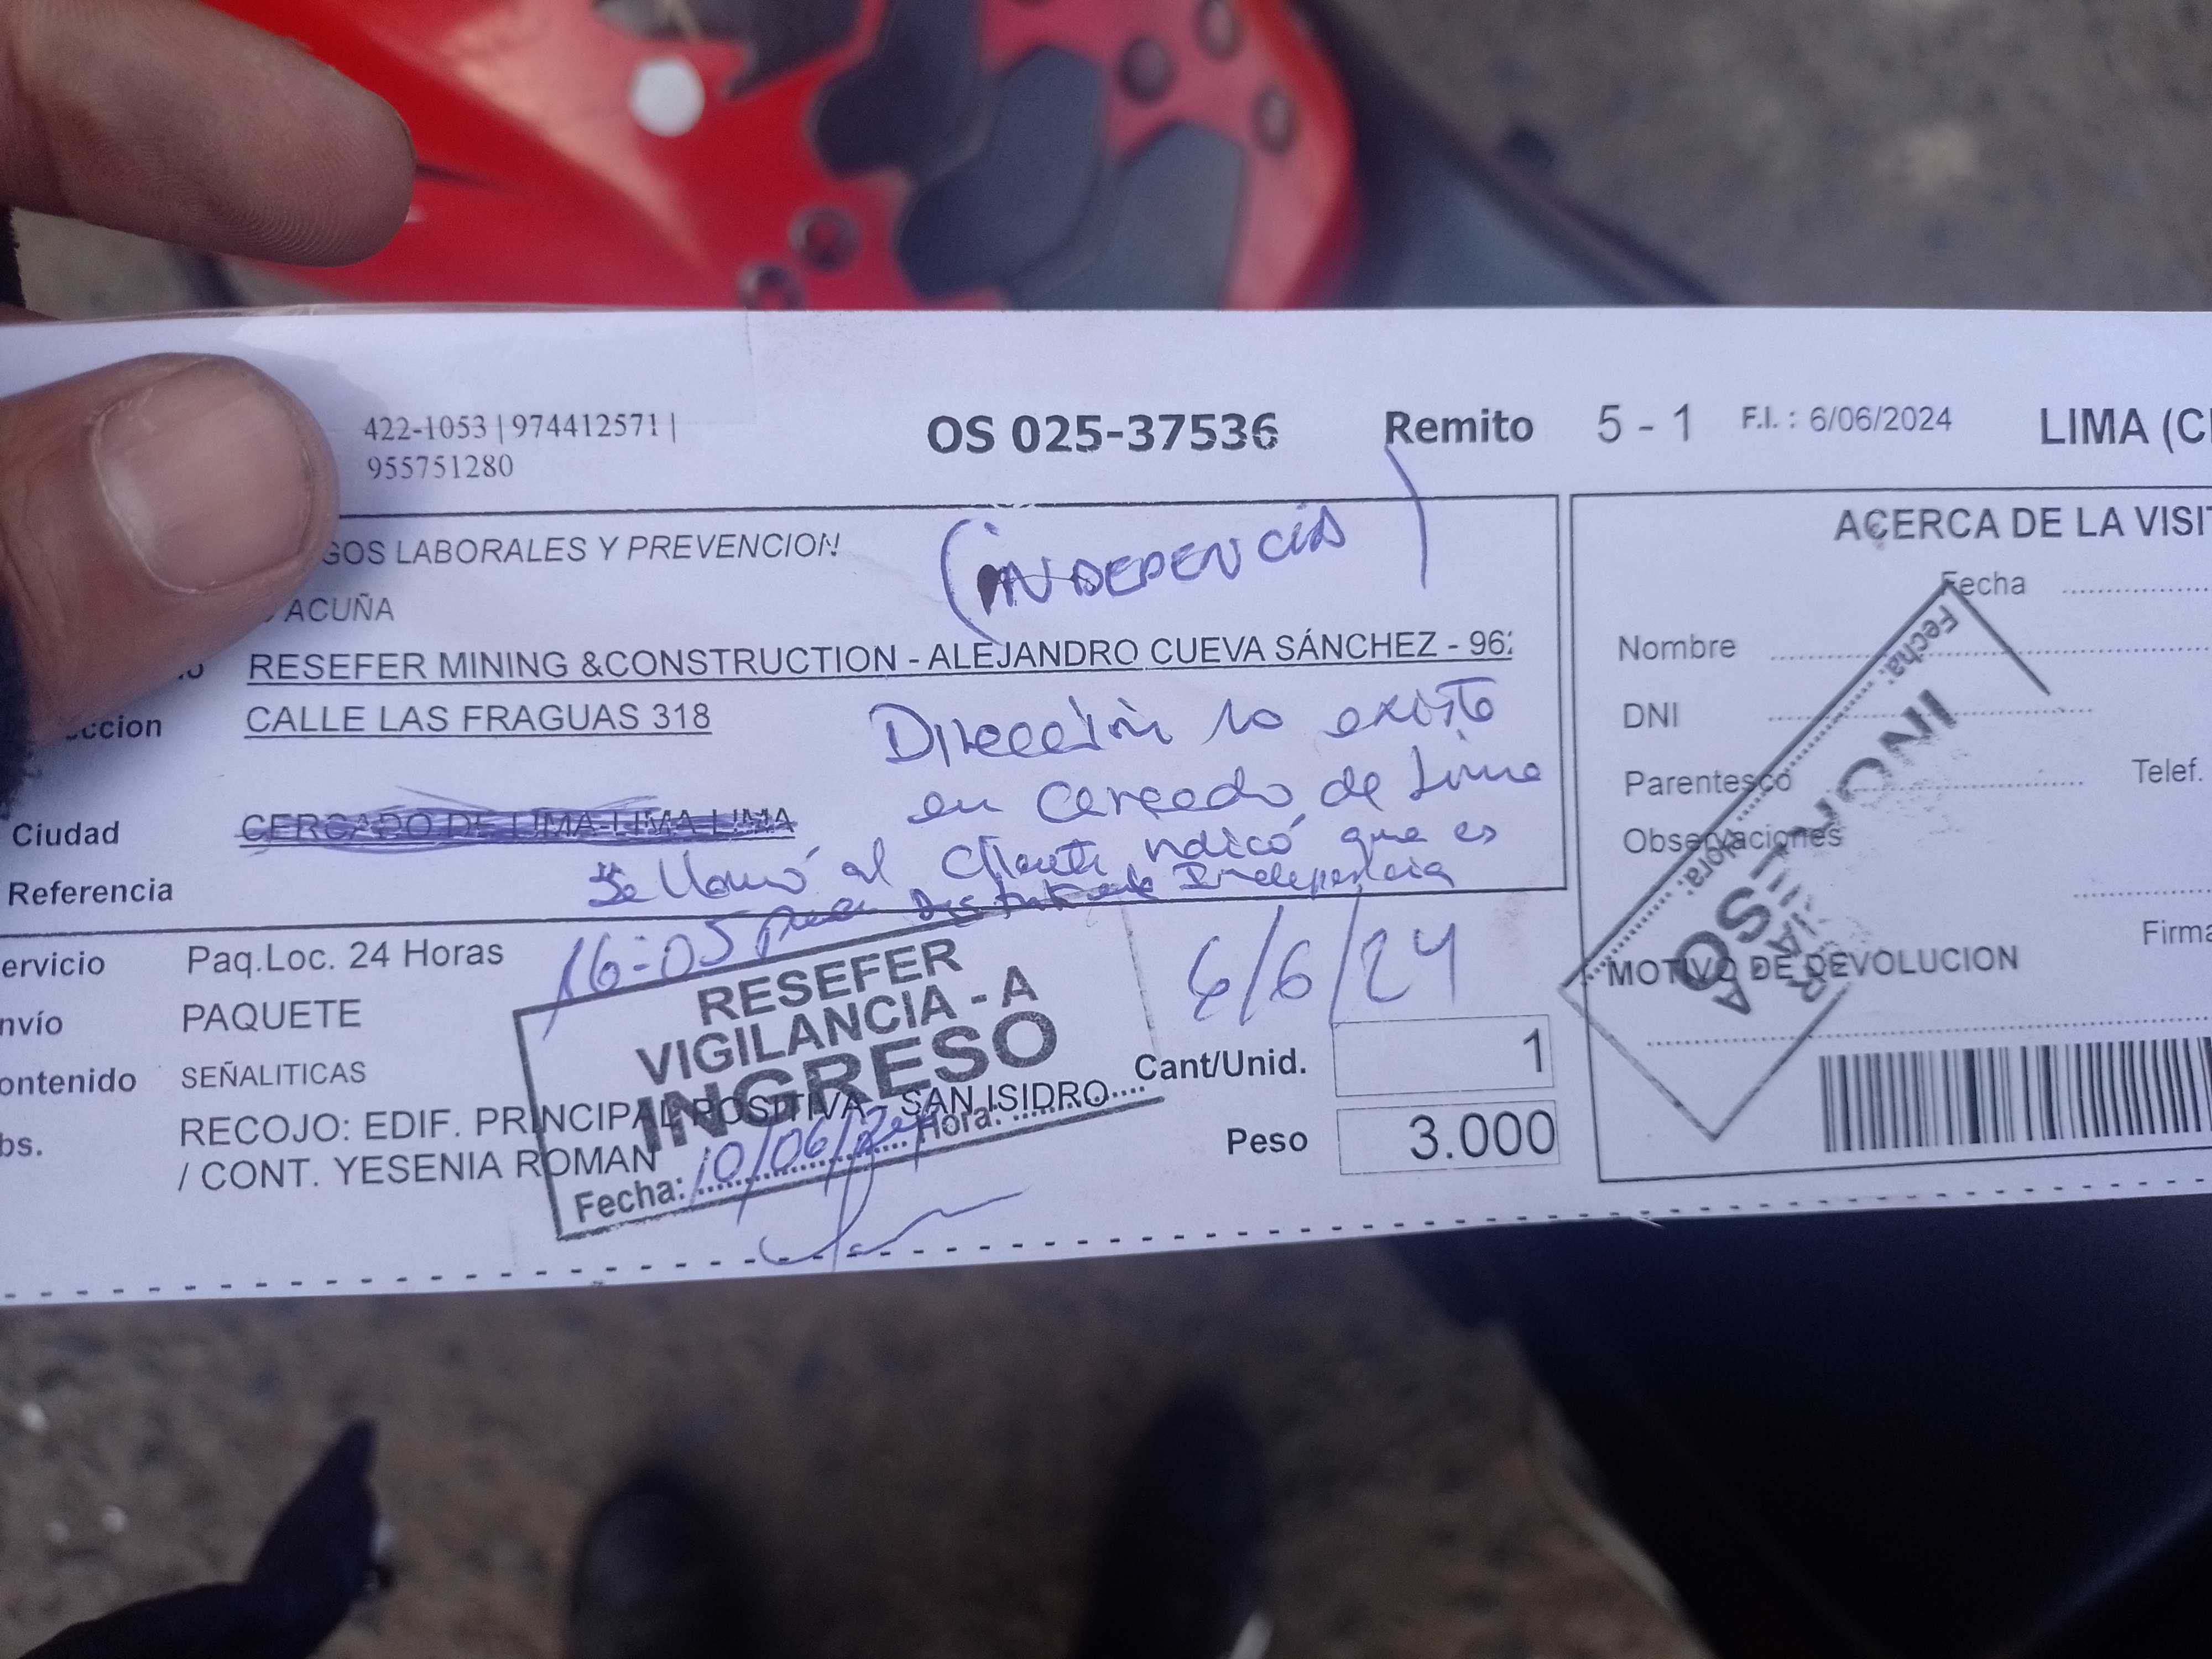 422-1053 | 974412571 |
955751280
OS 025-37536 Remito 5 - 1 F.I. : 6/06/2024 LIMA (C
GOS LABORALES Y PREVENCION
(INDEPENCIA)
ACUÑA
RESEFER MINING &CONSTRUCTION - ALEJANDRO CUEVA SÁNCHEZ - 96
ccion CALLE LAS FRAGUAS 318
Dirección no existe
en Cercado de Lima
Ciudad CERCADO DE LIMA-LIMA-LIMA
Se llamó al cliente indicó que es
Referencia
16:05 Independencia
6/6/24
ervicio Paq.Loc. 24 Horas
nvío PAQUETE
ontenido SEÑALITICAS
bs. RECOJO: EDIF. PRINCIPAL POSITIVA - SAN ISIDRO
/ CONT. YESENIA ROMAN
RESEFER
VIGILANCIA - A
INGRESO
Fecha: 10/06/24 Hora:
Cant/Unid. 1
Peso 3.000
ACERCA DE LA VISI
Fecha
Nombre
DNI
Parentesco Telef.
Observaciones
Firma
MOTIVO DE DEVOLUCION
Fecha: Hora: